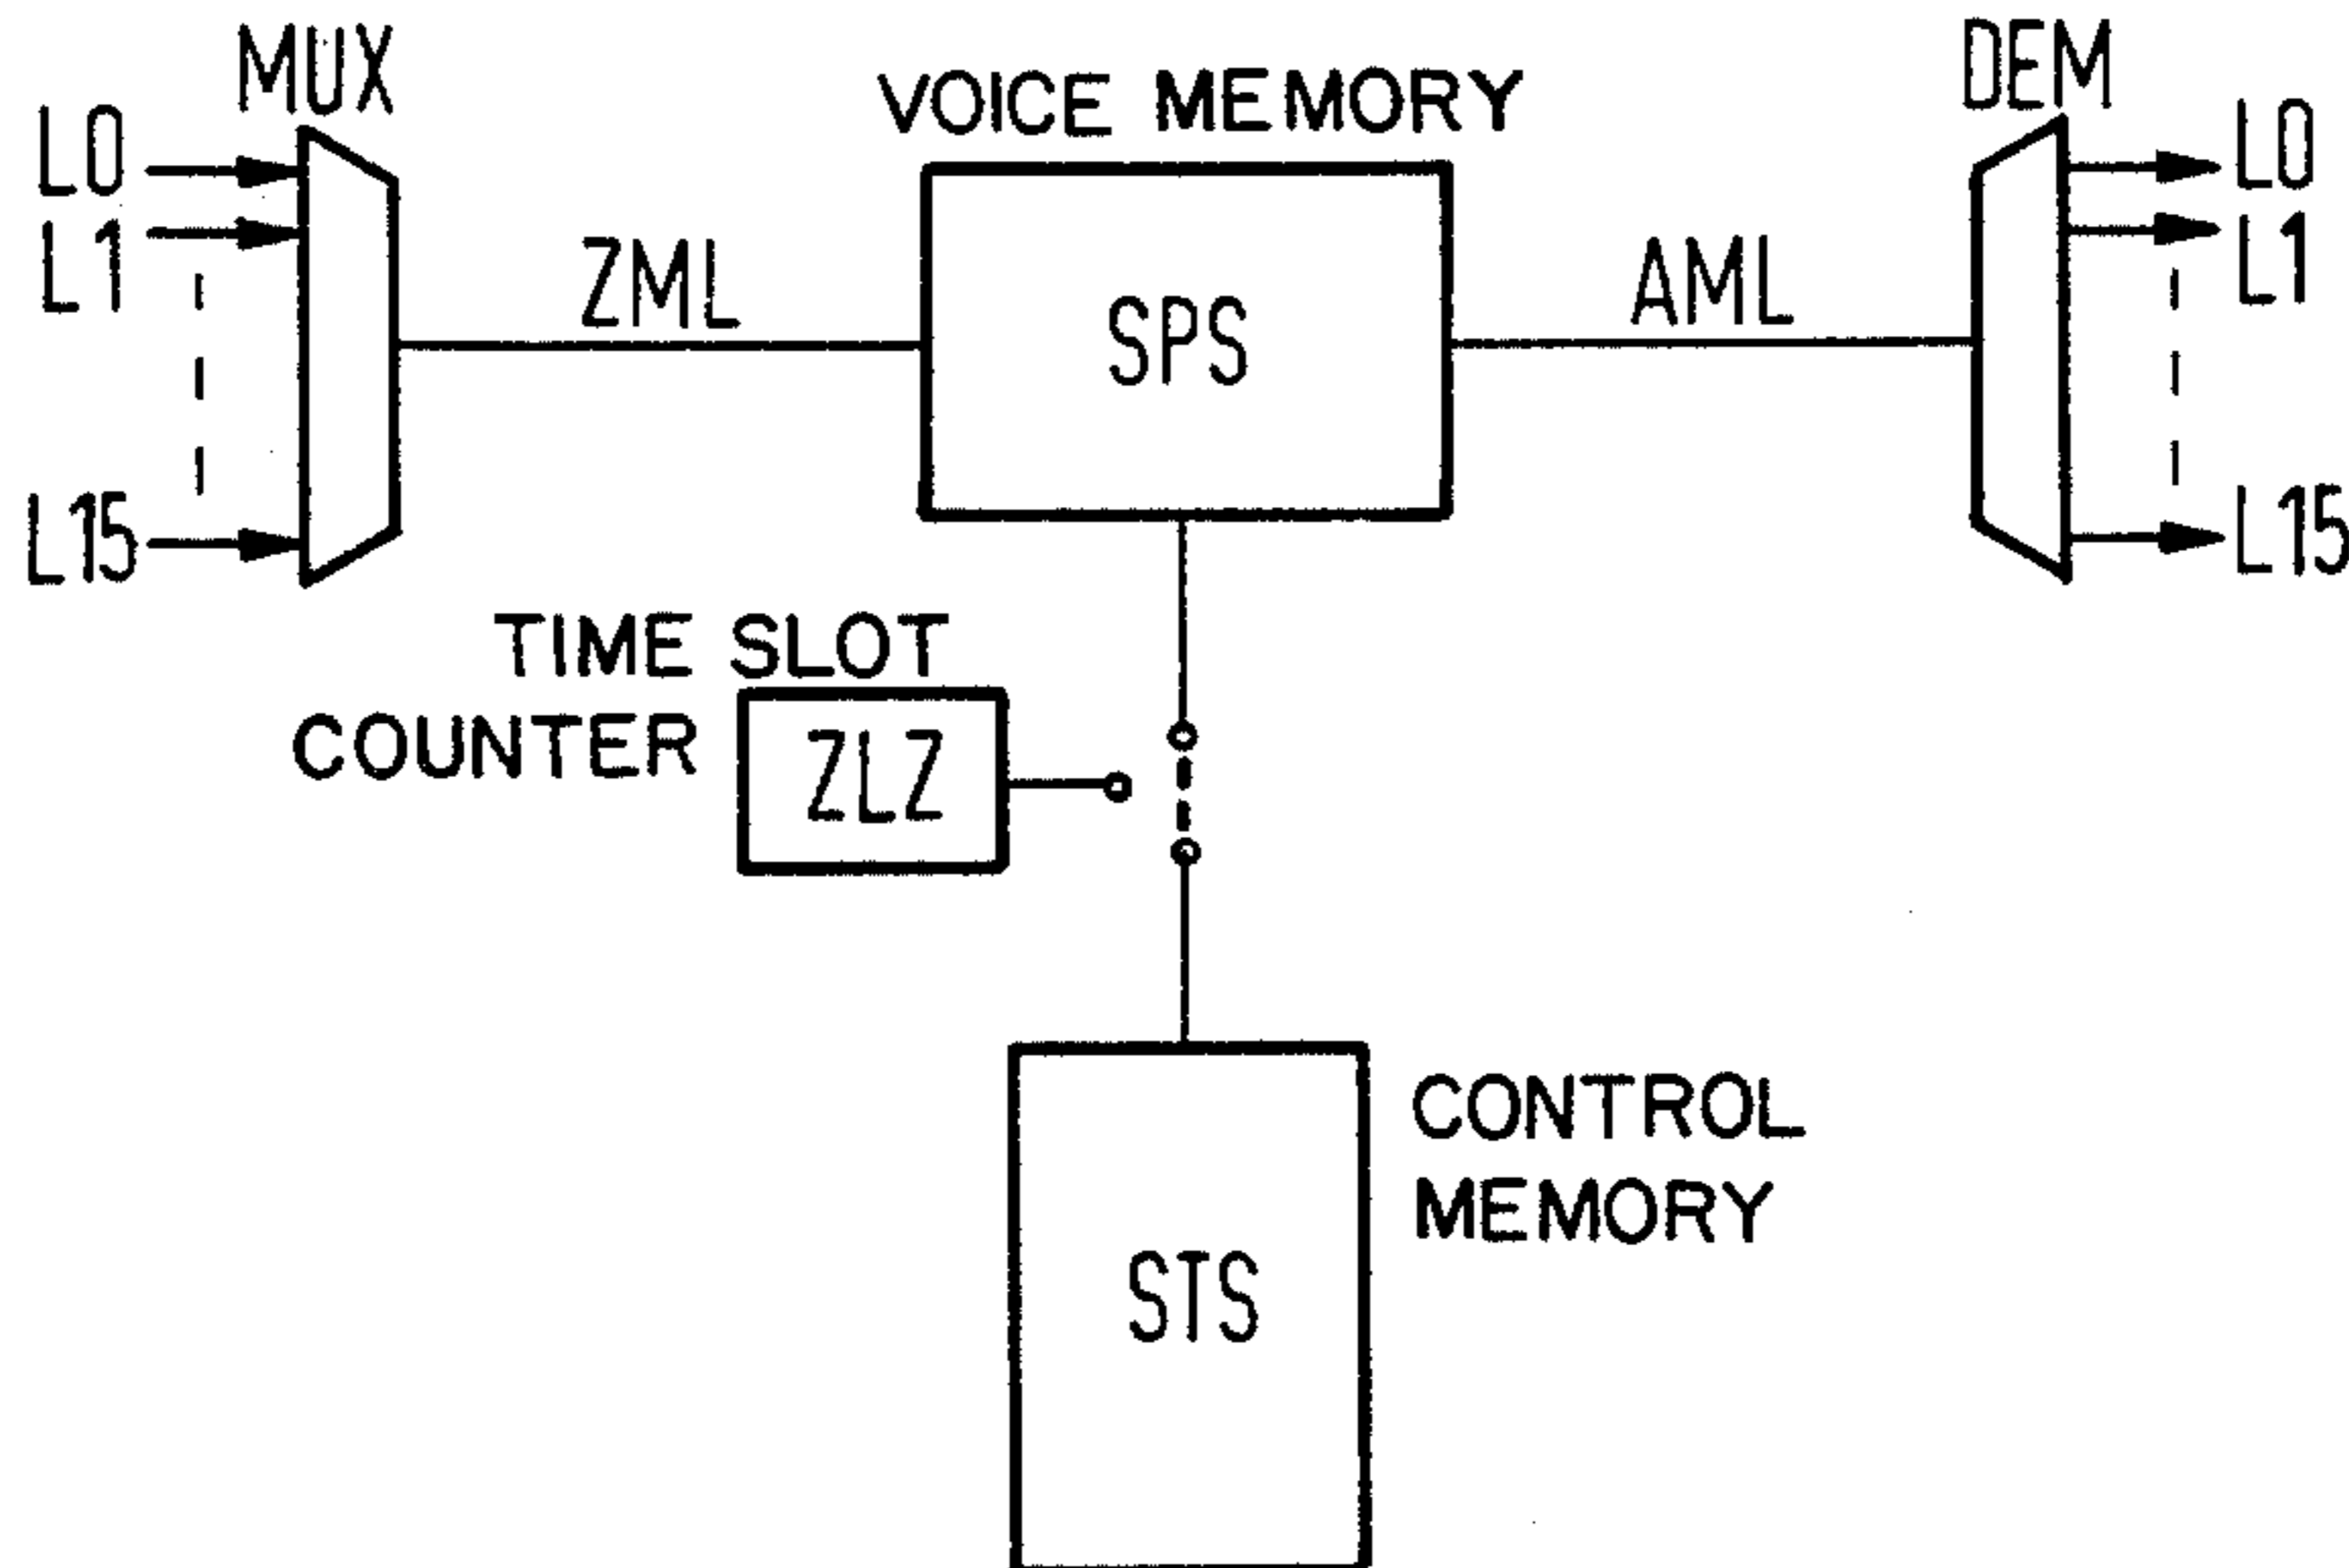 MUX
VOICE MEMORY
DEM
L0
L0
L1
ZML
SPS
AML
L1
L15
L15
TIME SLOT
COUNTER
ZLZ
CONTROL
MEMORY
STS